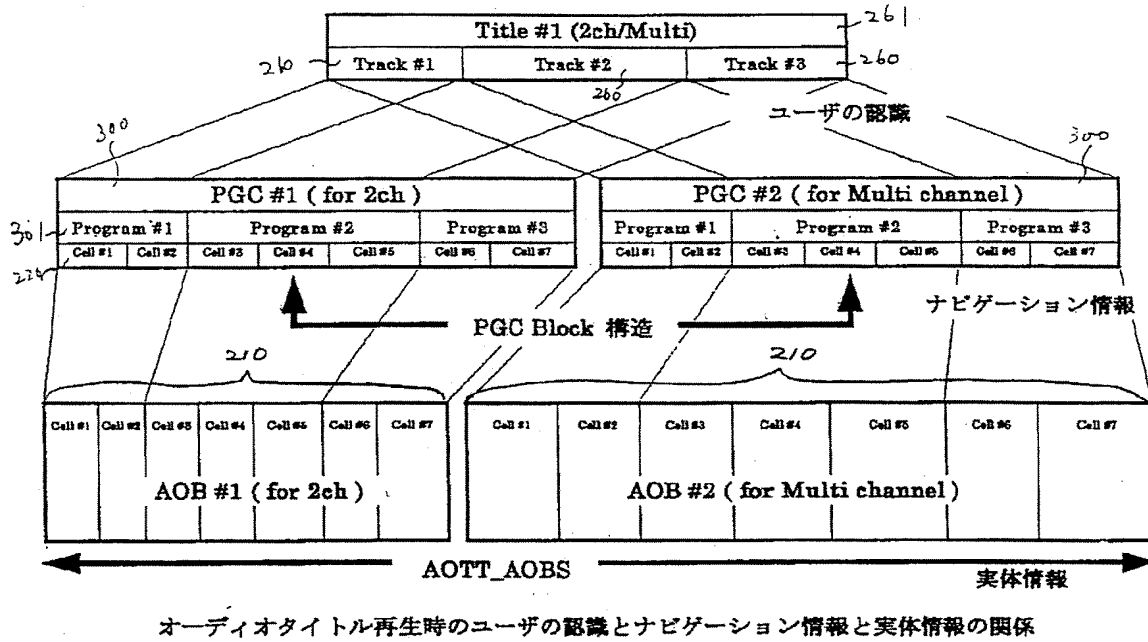 Title #1 (2ch/Multi)
261
260
Track #1
Track #2
Track #3
260
260
ユーザの認識
300
300
PGC #1 ( for 2ch )
PGC #2 ( for Multi channel )
301
Program #1
Program #2
Program #3
Program #1
Program #2
Program #3
224
Cell #1
Cell #2
Cell #3
Cell #4
Cell #5
Cell #6
Cell #7
Cell #1
Cell #2
Cell #3
Cell #4
Cell #5
Cell #6
Cell #7
ナビゲーション情報
PGC Block 構造
210
210
Cell #1
Cell #2
Cell #3
Cell #4
Cell #5
Cell #6
Cell #7
Cell #1
Cell #2
Cell #3
Cell #4
Cell #5
Cell #6
Cell #7
AOB #1 ( for 2ch )
AOB #2 ( for Multi channel )
AOTT_AOBS
実体情報
オーディオタイトル再生時のユーザの認識とナビゲーション情報と実体情報の関係